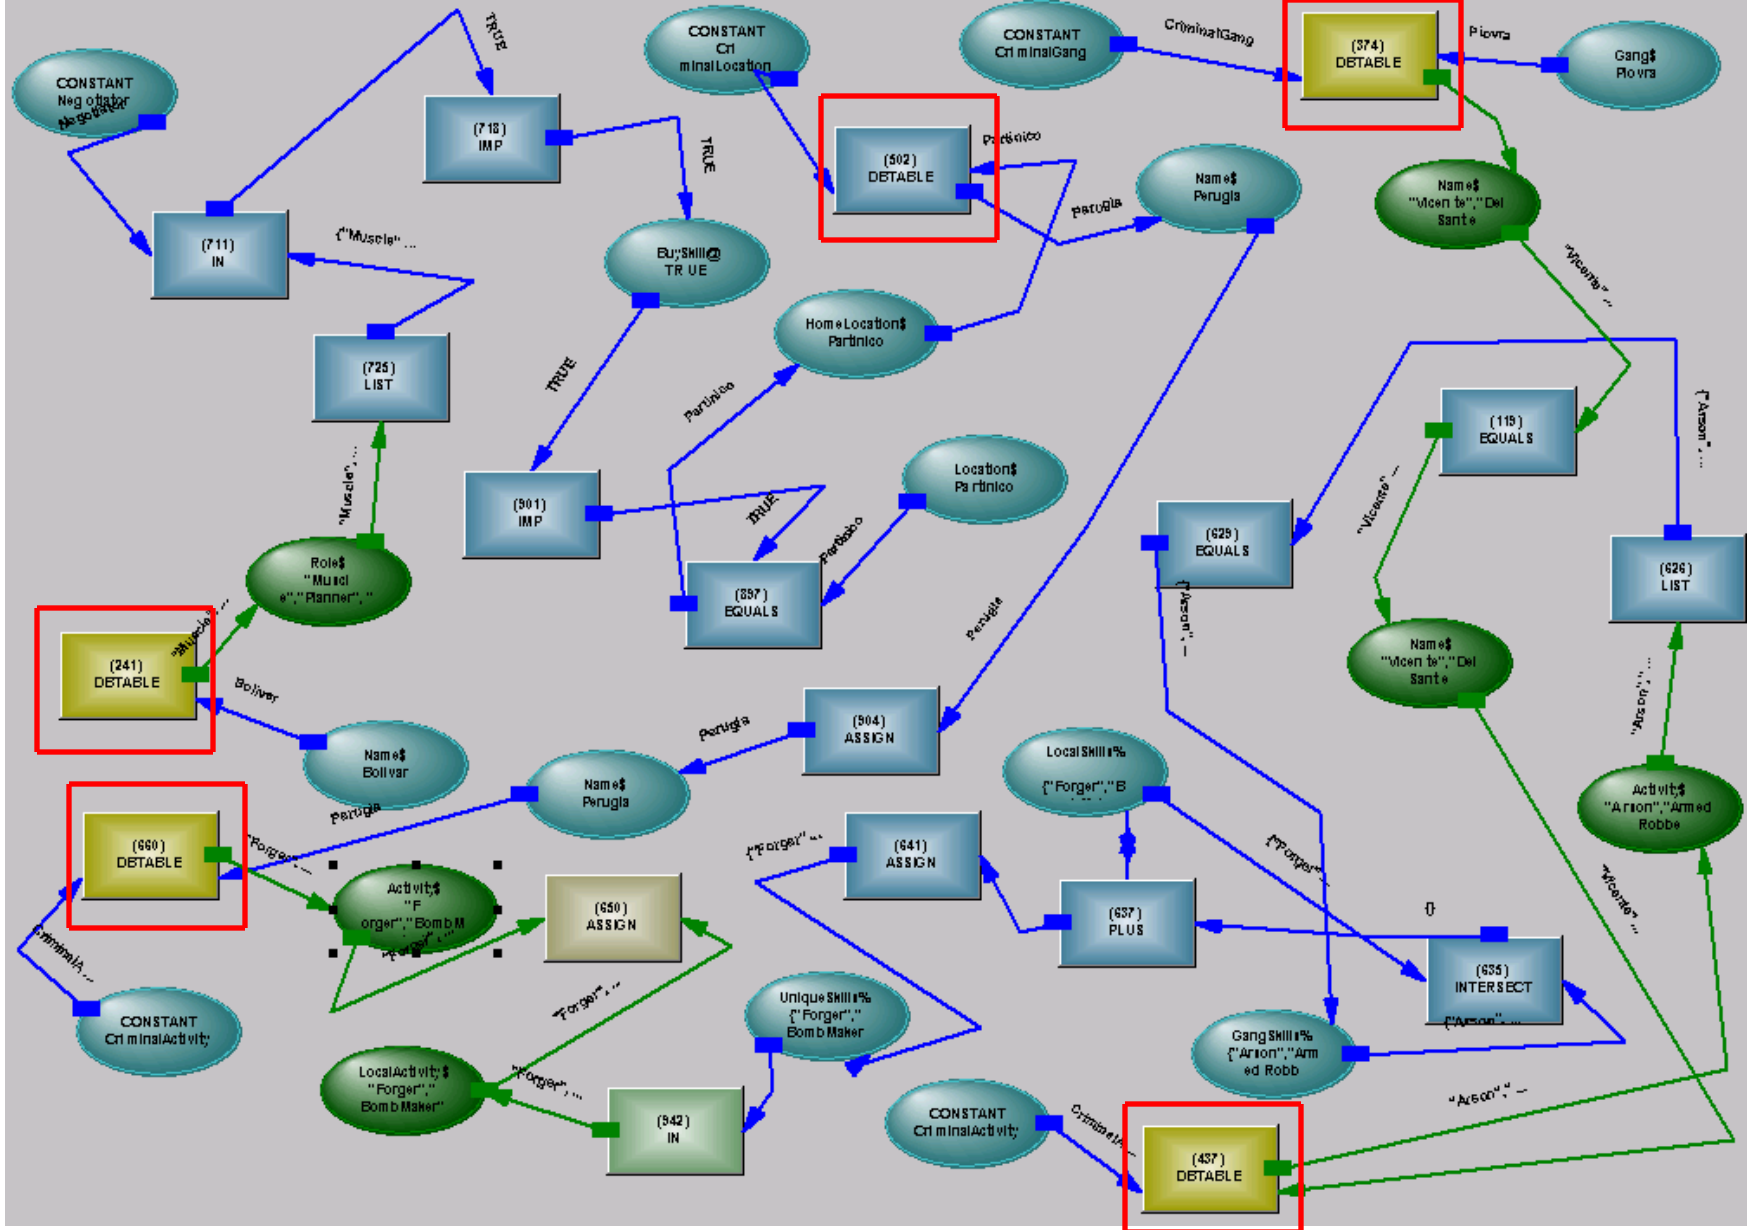 TRUE
CONSTANT
Negotiator
Negotiator
(718)
IMP
TRUE
CONSTANT
Cri
minalLocation
CONSTANT
CriminalGang
CriminalGang
(374)
DBTABLE
Piovra
Gang$
Piovra
(502)
DBTABLE
Partinico
Name$
Perugia
Perugia
Name$
"Vicente","Del
Sante
"Vicente" ...
(711)
IN
{"Muscle" ...
BuySkill@
TRUE
HomeLocation$
Partinico
(725)
LIST
TRUE
Partinico
(119)
EQUALS
{"Arson", ...
"Muscle", ...
(901)
IMP
TRUE
Location$
Partinico
Partinico
"Vicente" ...
(629)
EQUALS
{"Arson", ...
(626)
LIST
Role$
"Muscl
e","Planner","
(897)
EQUALS
Perugia
(241)
DBTABLE
"Muscle", ...
Bolivar
Name$
Bolivar
Name$
"Vicente","Del
Sante
"Arson"," ...
(904)
ASSIGN
Perugia
Name$
Perugia
LocalSkills%
{"Forger","B
Activity$
"Arson","Armed
Robbe
(660)
DBTABLE
Perugia
"Forger", ...
Activity$
"F
orger","BombM
"Forger", ...
(650)
ASSIGN
{"Forger" ...
(641)
ASSIGN
(637)
PLUS
{"Forger" ...
{}
"Vicente" ...
(635)
INTERSECT
{"Arson", ...
CriminalA ...
CONSTANT
CriminalActivity
"Forger", ...
UniqueSkills%
{"Forger","
BombMaker
GangSkills%
{"Arson","Arm
ed Robb
LocalActivity$
"Forger","
BombMaker"
"Forger", ...
(942)
IN
CONSTANT
CriminalActivity
CriminalA ...
(437)
DBTABLE
"Arson"," ...